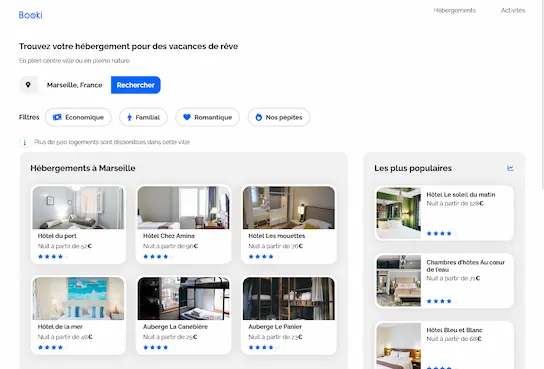 Booki
Hébergements
Activités
Trouvez votre hébergement pour des vacances de rêve
En plein centre ville ou en pleine nature
Marseille, France
Rechercher
Filtres
Économique
Familial
Romantique
Nos pépites
Plus de 500 logements sont disponibles dans cette ville
Hébergements à Marseille
Hôtel du port
Nuit à partir de 52€
Hôtel Chez Amina
Nuit à partir de 96€
Hôtel Les mouettes
Nuit à partir de 76€
Hôtel de la mer
Nuit à partir de 46€
Auberge La Canebière
Nuit à partir de 25€
Auberge Le Panier
Nuit à partir de 23€
Les plus populaires
Hôtel Le soleil du matin
Nuit à partir de 128€
Chambres d'hôtes Au cœur
de l'eau
Nuit à partir de 71€
Hôtel Bleu et Blanc
Nuit à partir de 68€